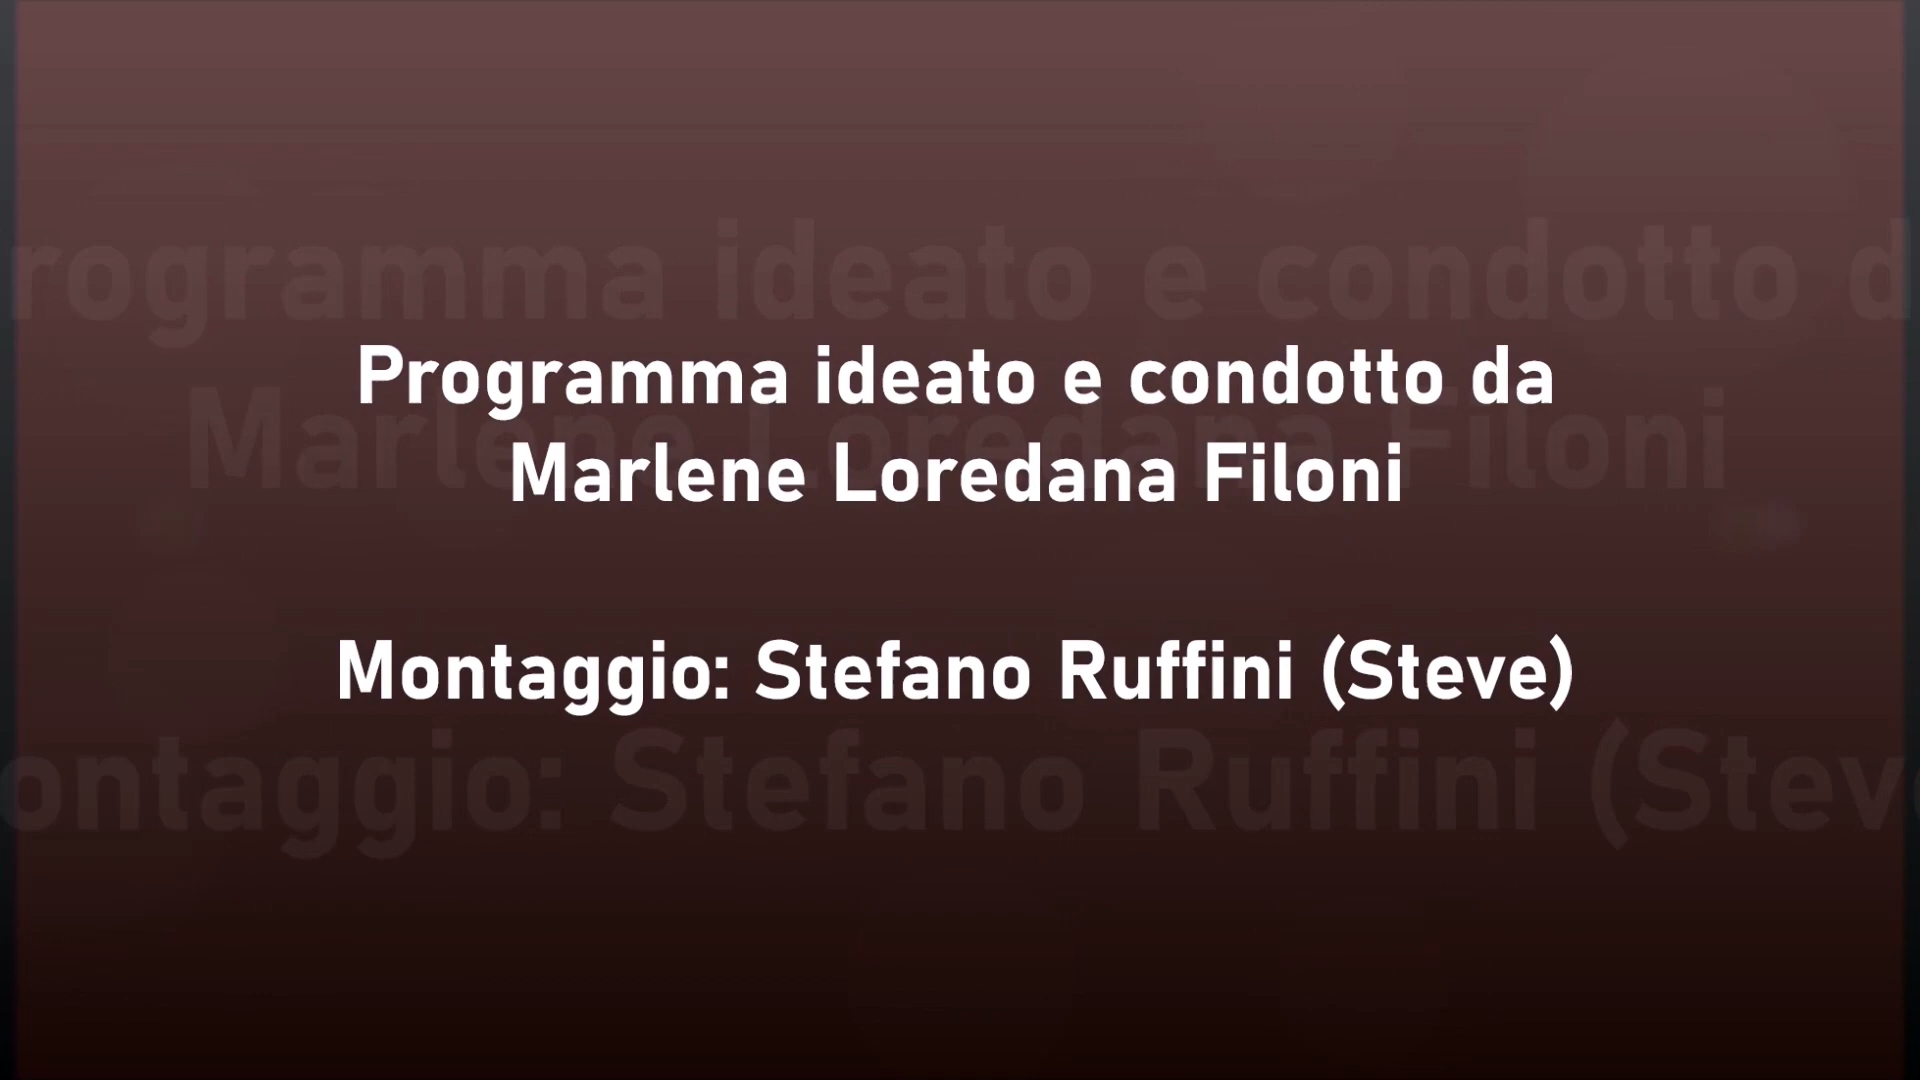 Programma ideato e condotto da
Marlene Loredana Filoni
Montaggio: Stefano Ruffini (Steve)